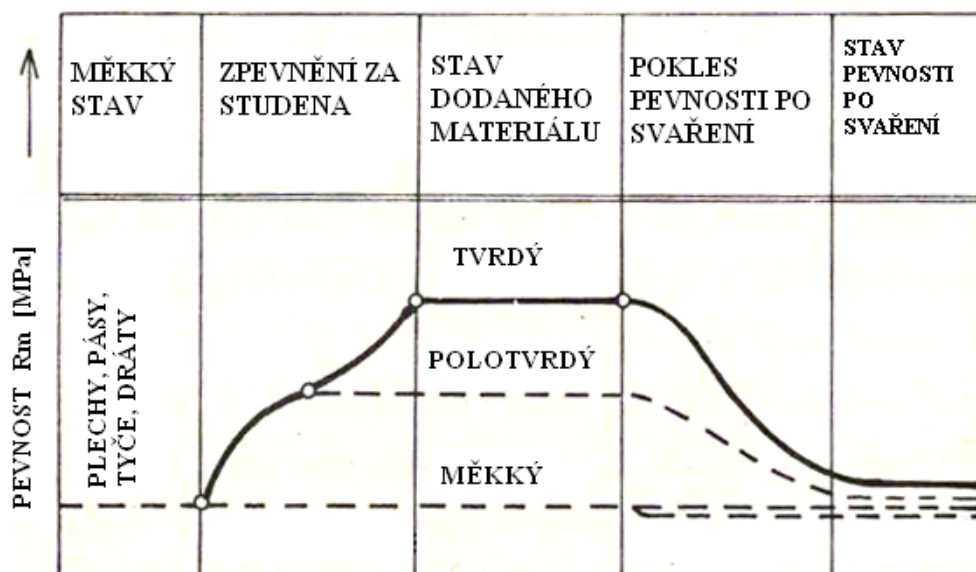 MĚKKÝ
STAV
ZPEVNĚNÍ ZA
STUDENA
STAV
DODANÉHO
MATERIÁLU
POKLES
PEVNOSTI PO
SVAŘENÍ
STAV
PEVNOSTI
PO
SVAŘENÍ
PEVNOST Rm [MPa]
PLECHY, PÁSY,
TYČE, DRÁTY
TVRDÝ
POLOTVRDÝ
MĚKKÝ